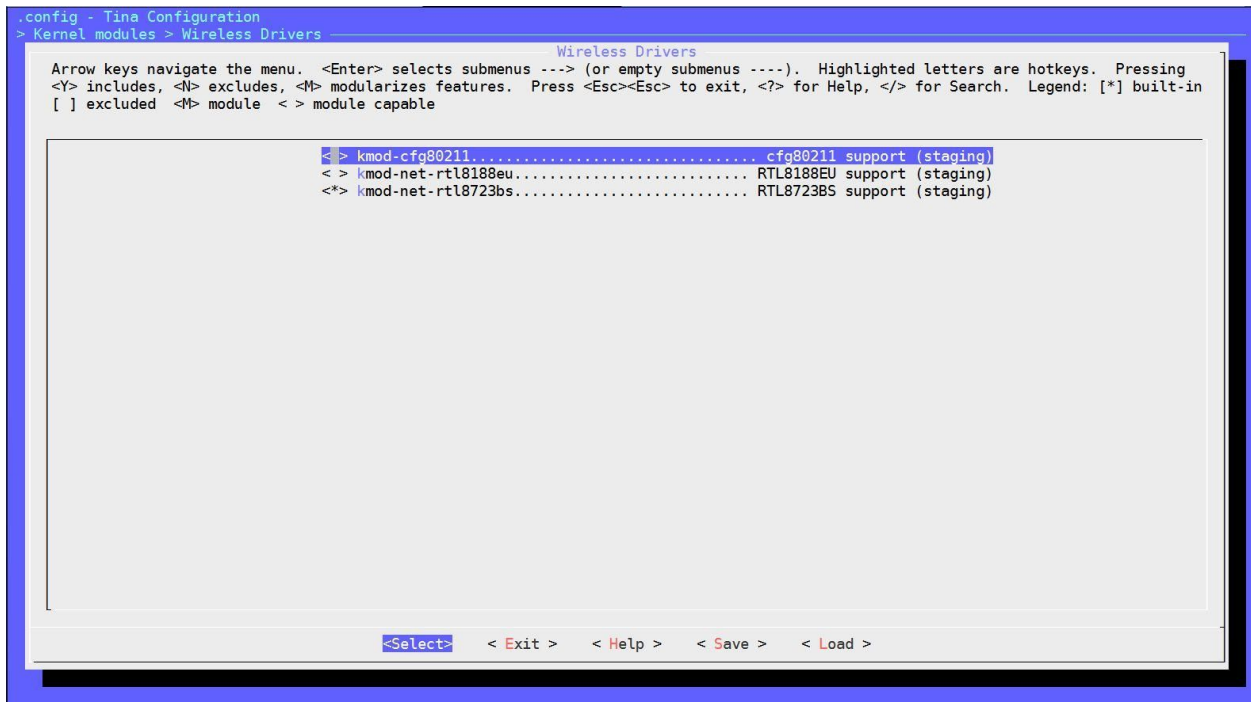 .config - Tina Configuration
> Kernel modules > Wireless Drivers
Wireless Drivers
Arrow keys navigate the menu.  <Enter> selects submenus ---> (or empty submenus ----).  Highlighted letters are hotkeys.  Pressing
<Y> includes, <N> excludes, <M> modularizes features.  Press <Esc><Esc> to exit, <?> for Help, </> for Search.  Legend: [*] built-in
[ ] excluded  <M> module  < > module capable
< > kmod-cfg80211................................. cfg80211 support (staging)
< > kmod-net-rtl8188eu........................... RTL8188EU support (staging)
<*> kmod-net-rtl8723bs........................... RTL8723BS support (staging)
<Select>    < Exit >    < Help >    < Save >    < Load >